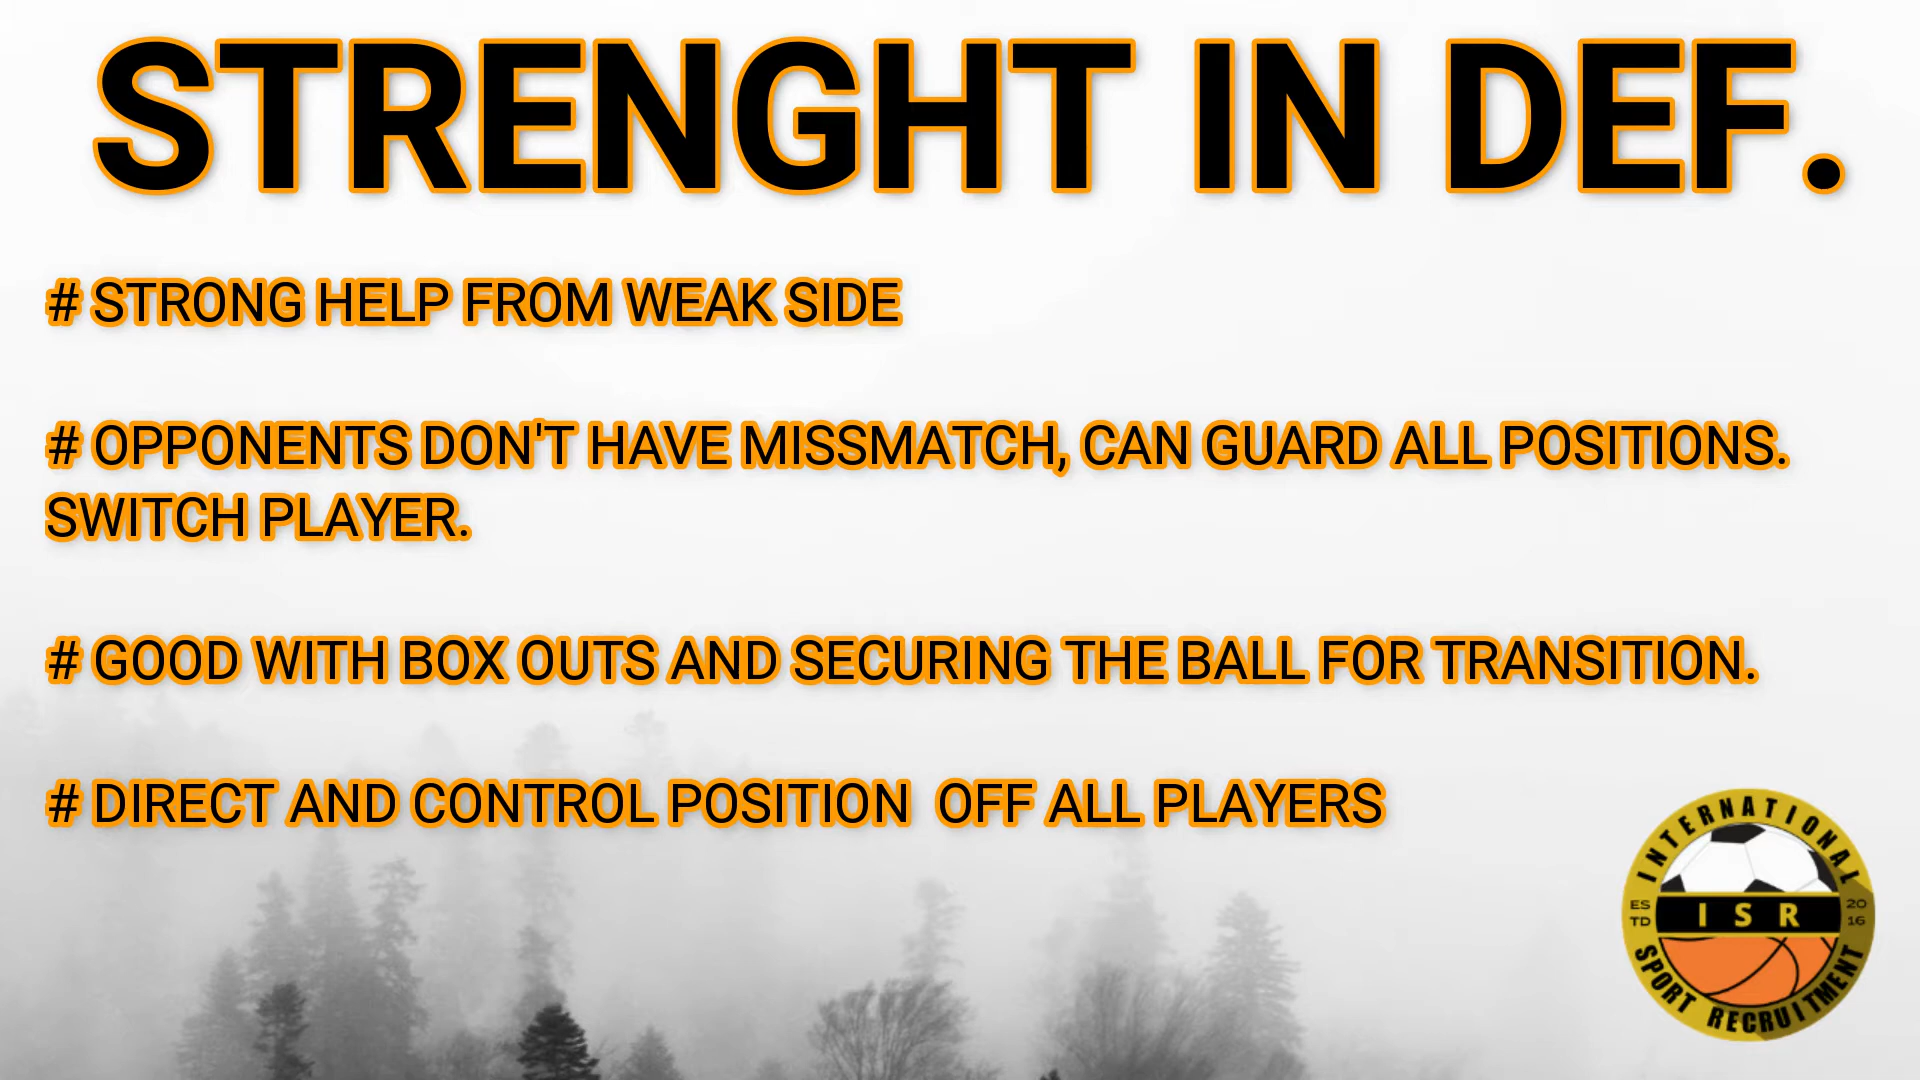 STRENGHT IN DEF.
# STRONG HELP FROM WEAK SIDE
# OPPONENTS DON'T HAVE MISSMATCH, CAN GUARD ALL POSITIONS.
SWITCH PLAYER.
# GOOD WITH BOX OUTS AND SECURING THE BALL FOR TRANSITION.
# DIRECT AND CONTROL POSITION  OFF ALL PLAYERS
INTERNATIONAL
ES
TD
ISR
20
16
SPORT RECRUITMENT